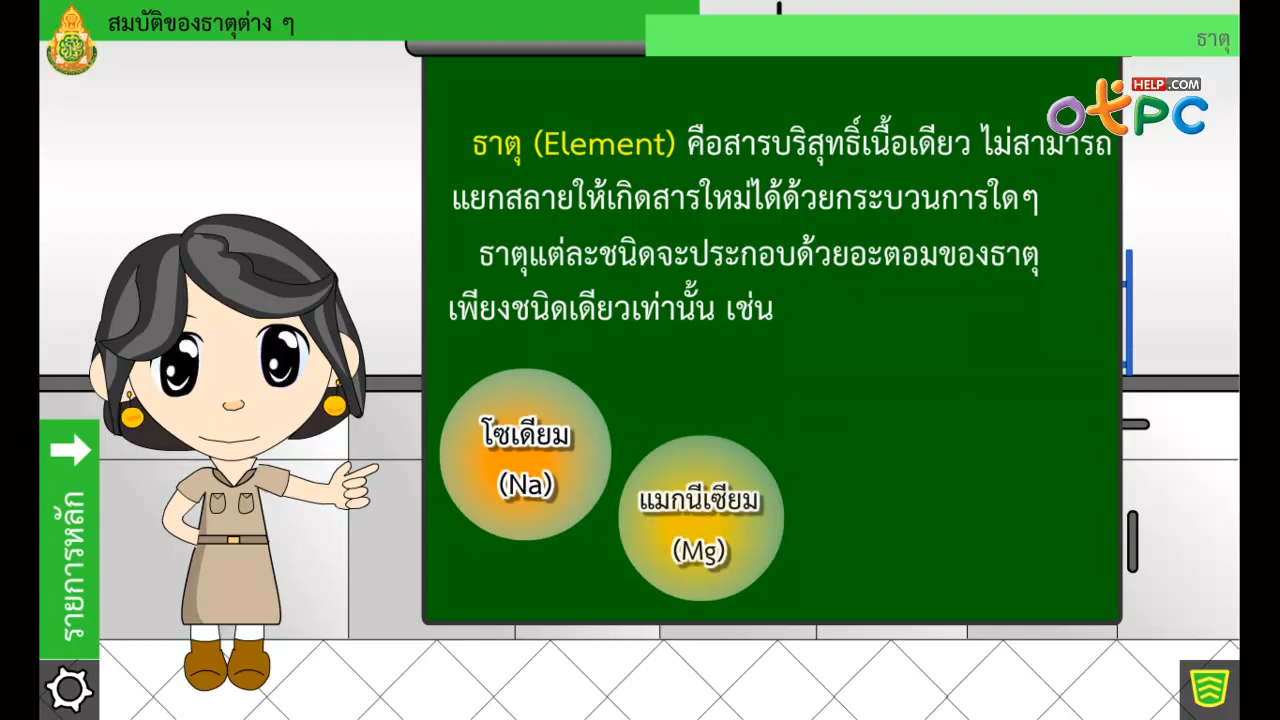 สมบัติของธาตุต่าง ๆ
ธาตุ
HELP.COM
OTPC
ธาตุ (Element) คือสารบริสุทธิ์เนื้อเดียว ไม่สามารถ
แยกสลายให้เกิดสารใหม่ได้ด้วยกระบวนการใดๆ
ธาตุแต่ละชนิดจะประกอบด้วยอะตอมของธาตุ
เพียงชนิดเดียวเท่านั้น เช่น
โซเดียม
(Na)
แมกนีเซียม
(Mg)
รายการหลัก